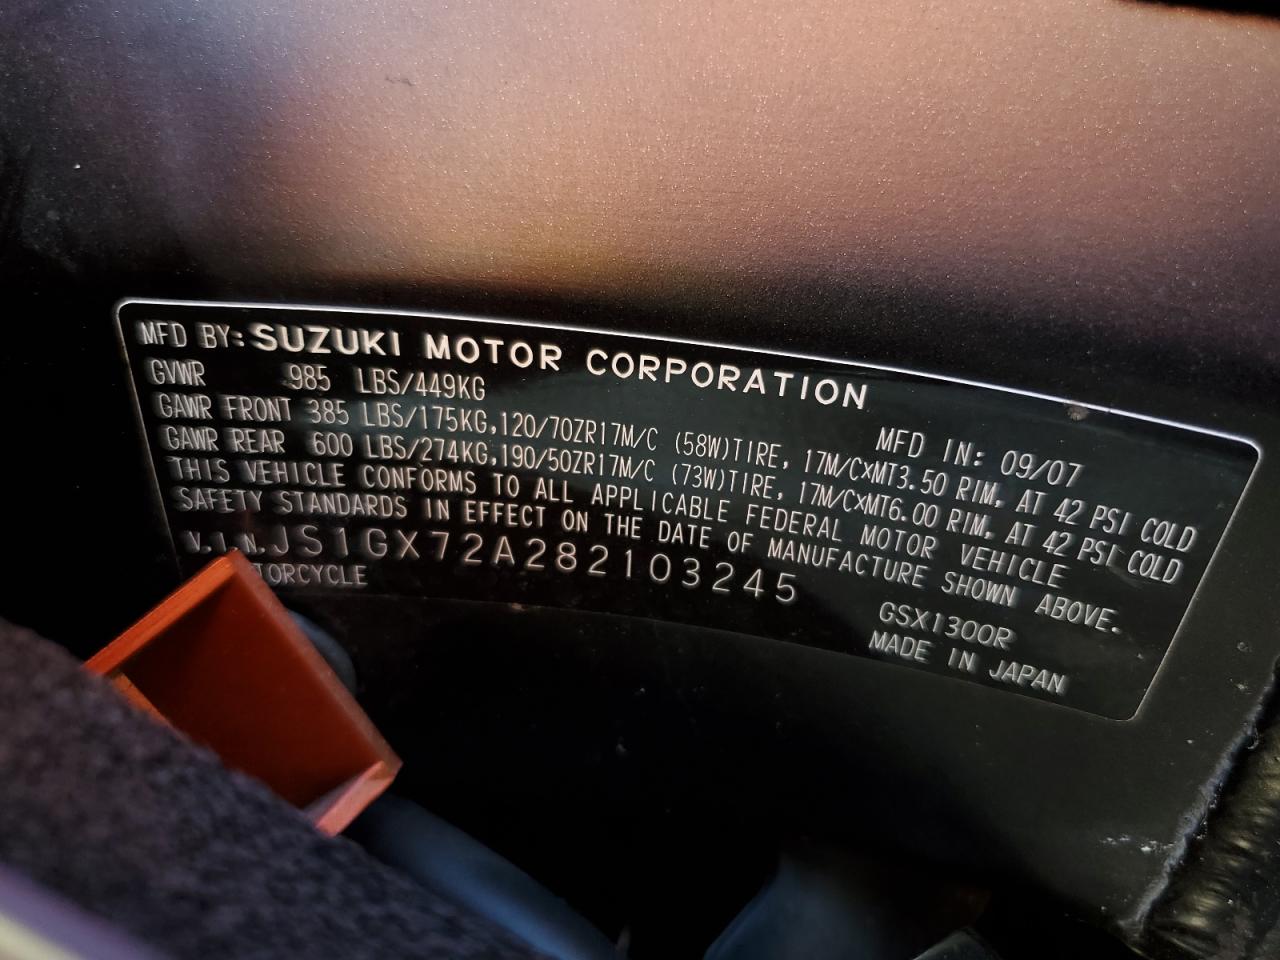 MFD BY: SUZUKI MOTOR CORPORATION
MFD IN: 09/07
GVWR 985 LBS/449KG
GAWR FRONT 385 LBS/175KG, 120/70ZR17M/C (58W)TIRE, 17M/CxMT3.50 RIM, AT 42 PSI COLD
GAWR REAR 600 LBS/274KG, 190/50ZR17M/C (73W)TIRE, 17M/CxMT6.00 RIM, AT 42 PSI COLD
THIS VEHICLE CONFORMS TO ALL APPLICABLE FEDERAL MOTOR VEHICLE
SAFETY STANDARDS IN EFFECT ON THE DATE OF MANUFACTURE SHOWN ABOVE.
V.I.N. JS1GX72A282103245
GSX1300R
TORCYCLE
MADE IN JAPAN